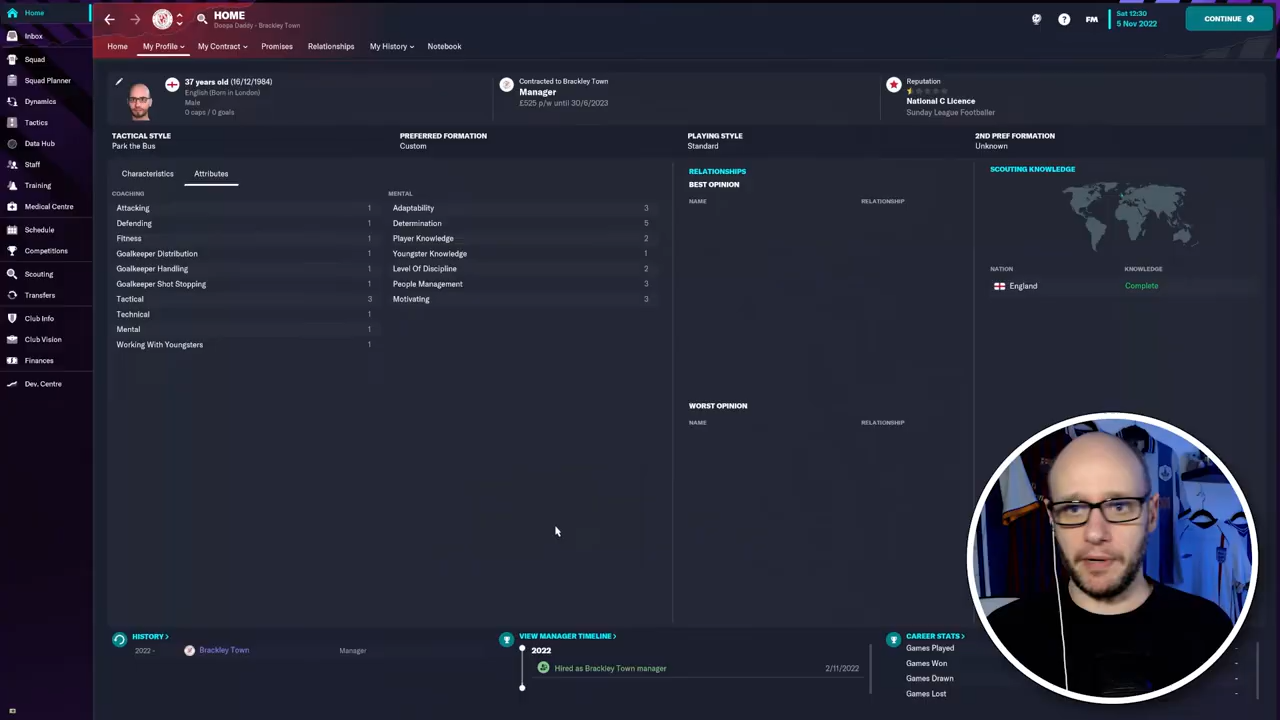 Home
Inbox
Squad
Squad Planner
Dynamics
Tactics
Data Hub
Staff
Training
Medical Centre
Schedule
Competitions
Scouting
Transfers
Club Info
Club Vision
Finances
Dev. Centre
HOME
Doops Daddy - Brackley Town
FM
Sat 12:30
5 Nov 2022
CONTINUE
Home
My Profile
My Contract
Promises
Relationships
My History
Notebook
37 years old (16/12/1984)
English (Born in London)
Male
0 caps / 0 goals
Contracted to Brackley Town
Manager
£525 p/w until 30/6/2023
Reputation
National C Licence
Sunday League Footballer
TACTICAL STYLE
Park the Bus
PREFERRED FORMATION
Custom
PLAYING STYLE
Standard
2ND PREF FORMATION
Unknown
Characteristics
Attributes
COACHING
Attacking 1
Defending 1
Fitness 1
Goalkeeper Distribution 1
Goalkeeper Handling 1
Goalkeeper Shot Stopping 1
Tactical 3
Technical 1
Mental 1
Working With Youngsters 1
MENTAL
Adaptability 3
Determination 5
Player Knowledge 2
Youngster Knowledge 1
Level Of Discipline 2
People Management 3
Motivating 3
RELATIONSHIPS
BEST OPINION
NAME RELATIONSHIP
WORST OPINION
NAME RELATIONSHIP
SCOUTING KNOWLEDGE
NATION KNOWLEDGE
England Complete
HISTORY >
2022 - Brackley Town Manager
VIEW MANAGER TIMELINE >
2022
Hired as Brackley Town manager 2/11/2022
CAREER STATS >
Games Played
Games Won -
Games Drawn -
Games Lost -